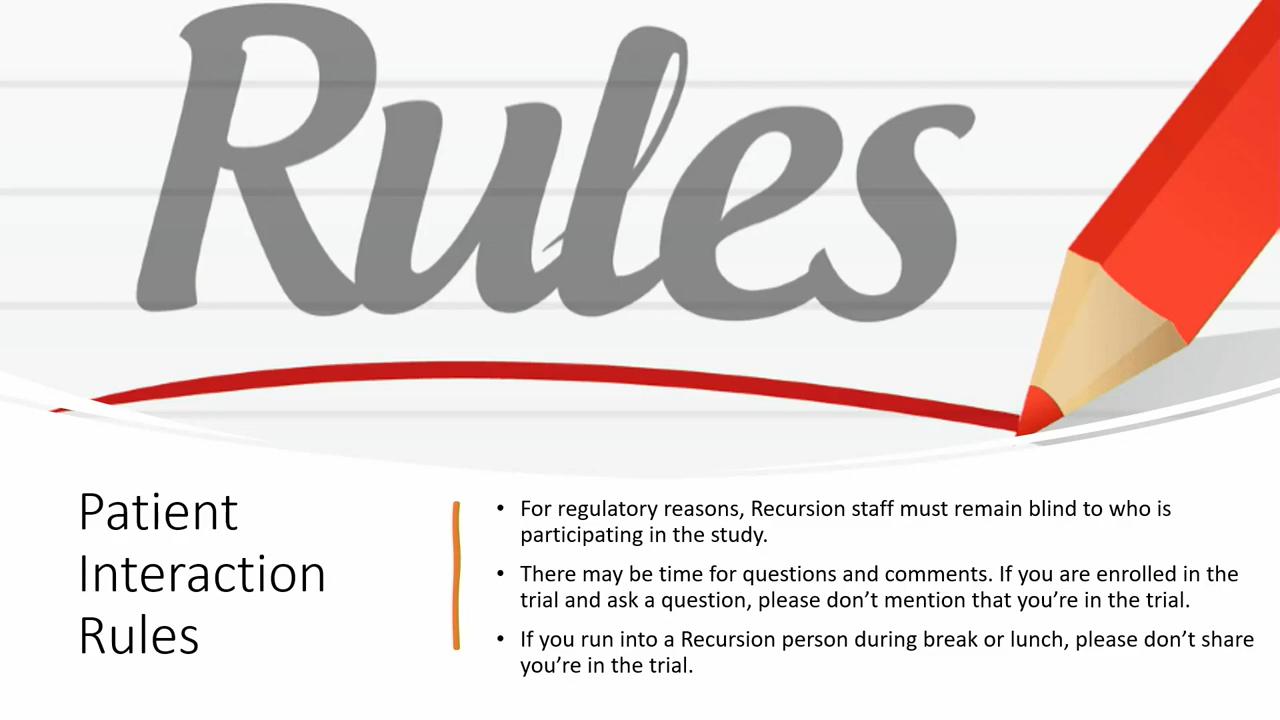 Rules
Patient
Interaction
Rules
• For regulatory reasons, Recursion staff must remain blind to who is
participating in the study.
• There may be time for questions and comments. If you are enrolled in the
trial and ask a question, please don’t mention that you’re in the trial.
• If you run into a Recursion person during break or lunch, please don’t share
you’re in the trial.